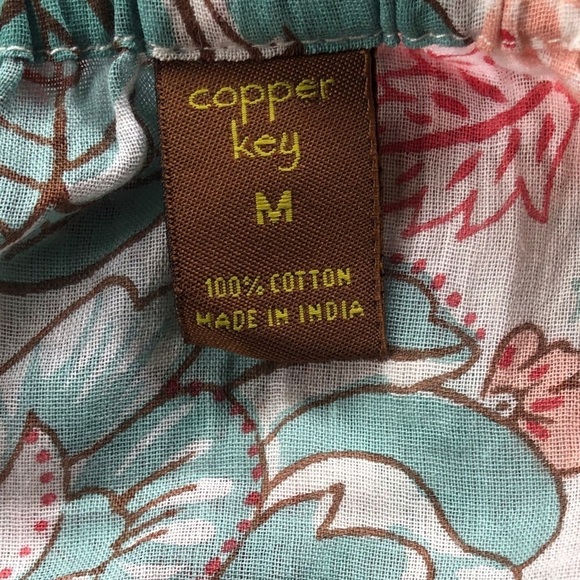 copper
key
M
100% COTTON
MADE IN INDIA